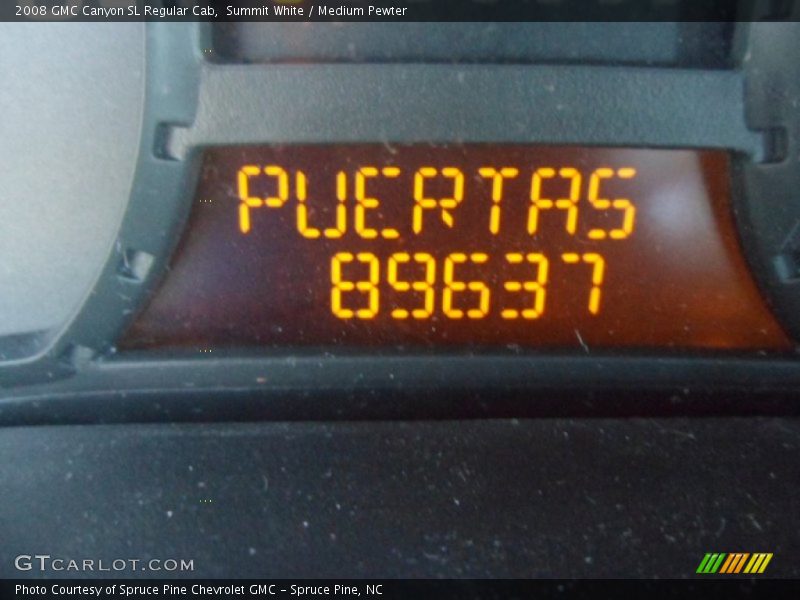 2008 GMC Canyon SL Regular Cab, Summit White / Medium Pewter
PUERTAS
89637
GTCARLOT.COM
Photo Courtesy of Spruce Pine Chevrolet GMC - Spruce Pine, NC